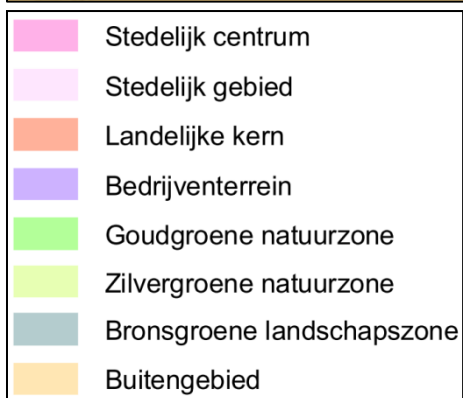 Stedelijk centrum
Stedelijk gebied
Landelijke kern
Bedrijventerrein
Goudgroene natuurzone
Zilvergroene natuurzone
Bronsgroene landschapszone
Buitengebied